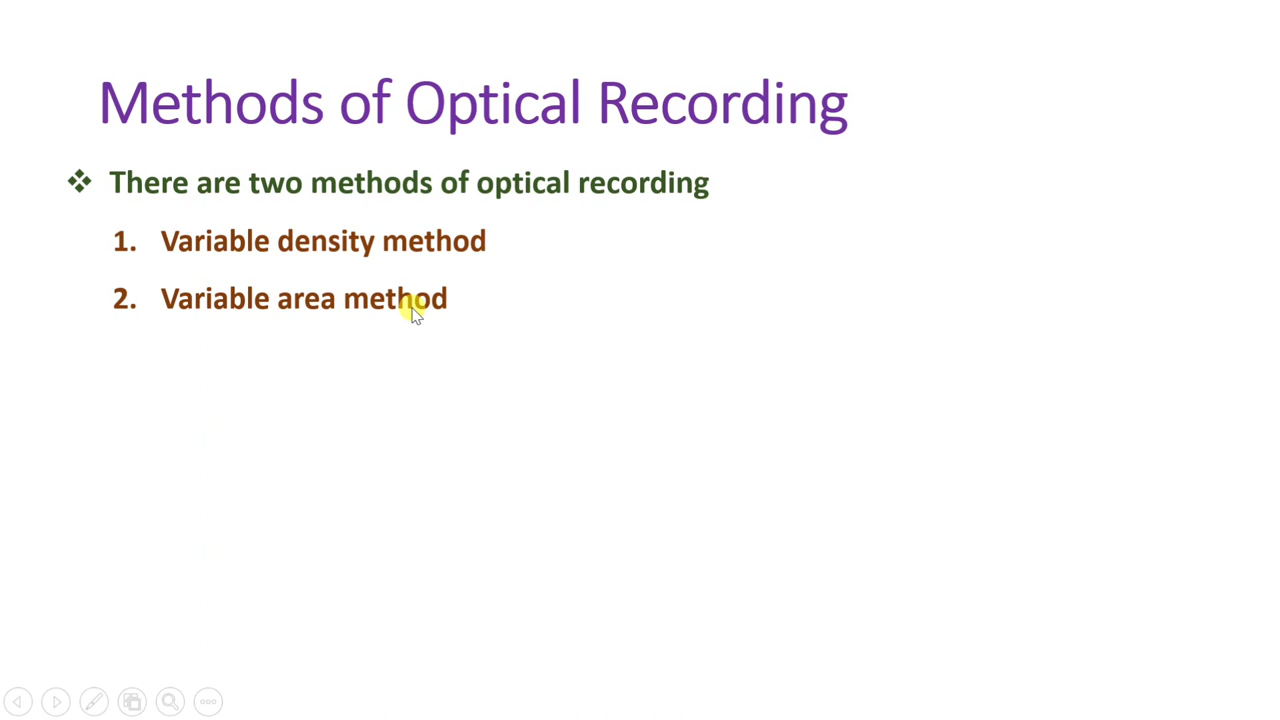 Methods of Optical Recording
❖ There are two methods of optical recording
1. Variable density method
2. Variable area method